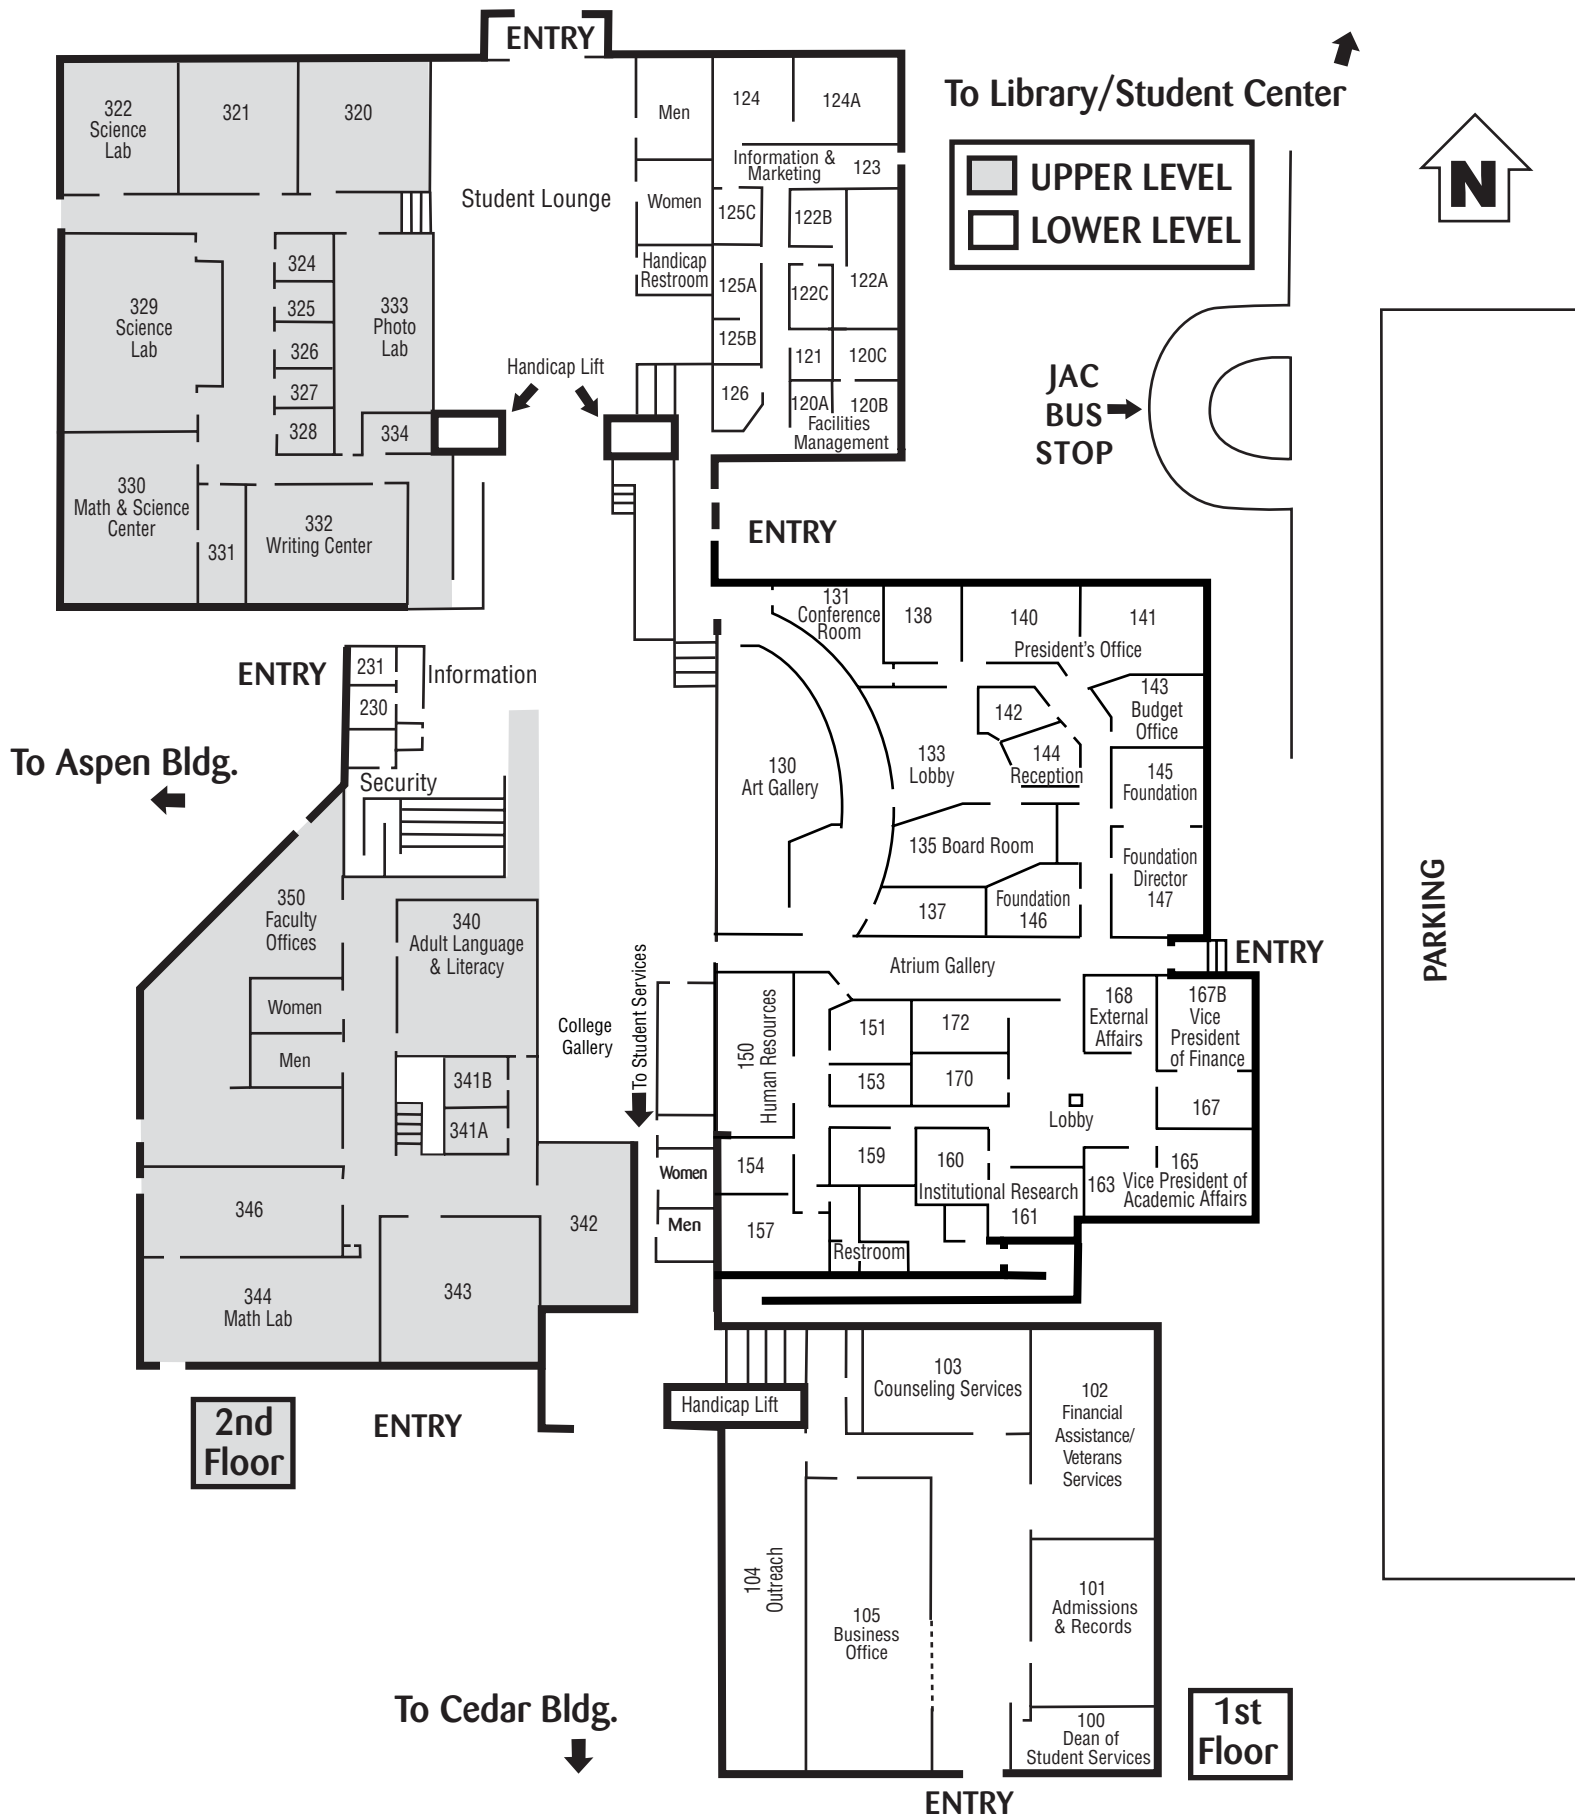 ENTRY
To Library/Student Center
UPPER LEVEL
LOWER LEVEL
N
322
Science
Lab
321
320
Student Lounge
Men
Women
Handicap
Restroom
124
124A
Information &
Marketing
123
125C
122B
125A
122C
122A
125B
121
120C
126
120A
120B
Facilities
Management
324
325
326
327
328
329
Science
Lab
333
Photo
Lab
334
Handicap Lift
330
Math & Science
Center
331
332
Writing Center
JAC
BUS
STOP
PARKING
ENTRY
131
Conference
Room
138
140
141
President's Office
143
Budget
Office
142
144
Reception
133
Lobby
130
Art Gallery
145
Foundation
135 Board Room
Foundation
Director
147
137
Foundation
146
ENTRY
Atrium Gallery
ENTRY
231
Information
230
To Aspen Bldg.
Security
350
Faculty
Offices
340
Adult Language
& Literacy
Women
Men
341B
341A
College
Gallery
To Student Services
346
342
343
344
Math Lab
Women
Men
150
Human Resources
151
172
153
170
168
External
Affairs
167B
Vice
President
of Finance
167
Lobby
154
159
160
Institutional Research
161
163
165
Vice President of
Academic Affairs
157
Restroom
2nd
Floor
ENTRY
Handicap Lift
103
Counseling Services
102
Financial
Assistance/
Veterans
Services
104
Outreach
105
Business
Office
101
Admissions
& Records
100
Dean of
Student Services
To Cedar Bldg.
1st
Floor
ENTRY